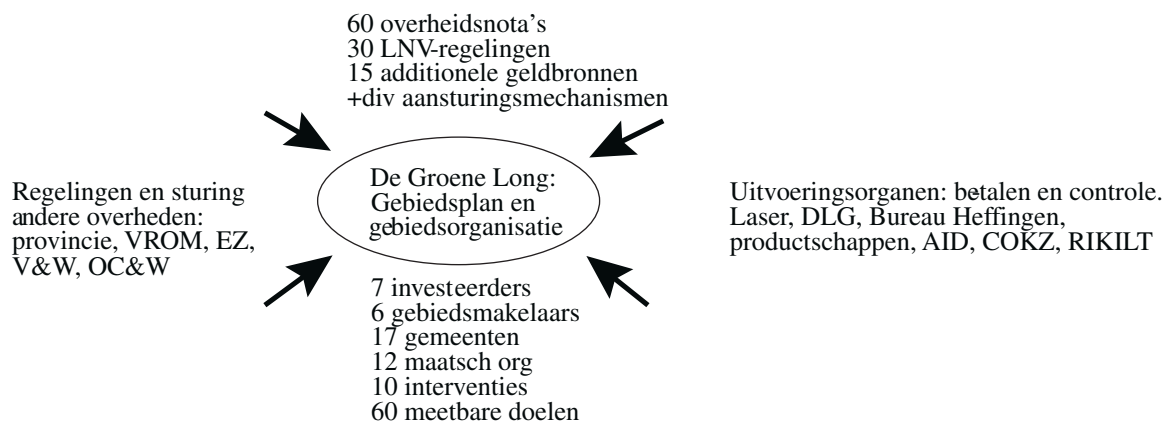 60 overheidsnota's
30 LNV-regelingen
15 additionele geldbronnen
+div aansturingsmechanismen
De Groene Long:
Gebiedsplan en
gebiedsorganisatie
Regelingen en sturing
andere overheden:
provincie, VROM, EZ,
V&W, OC&W
Uitvoeringsorganen: betalen en controle.
Laser, DLG, Bureau Heffingen,
productschappen, AID, COKZ, RIKILT
7 investeerders
6 gebiedsmakelaars
17 gemeenten
12 maatsch org
10 interventies
60 meetbare doelen